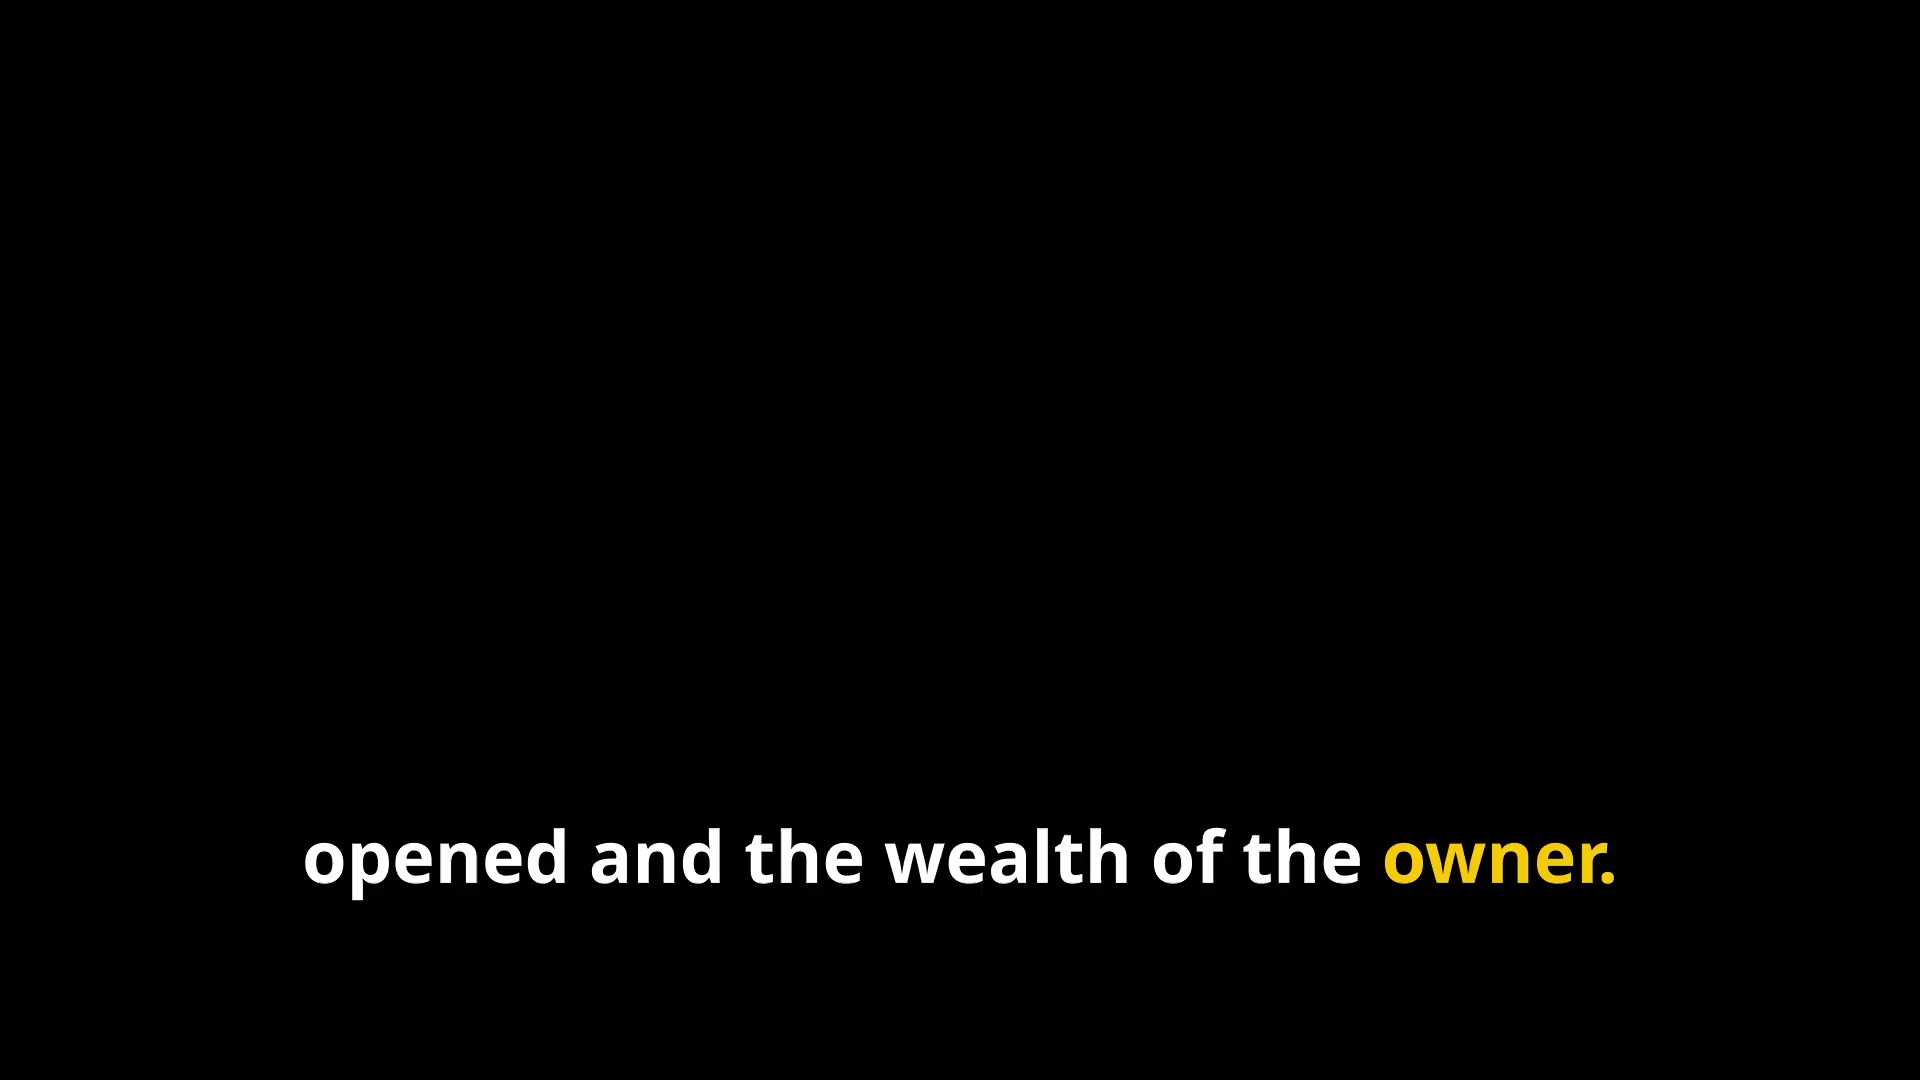 opened and the wealth of the owner.